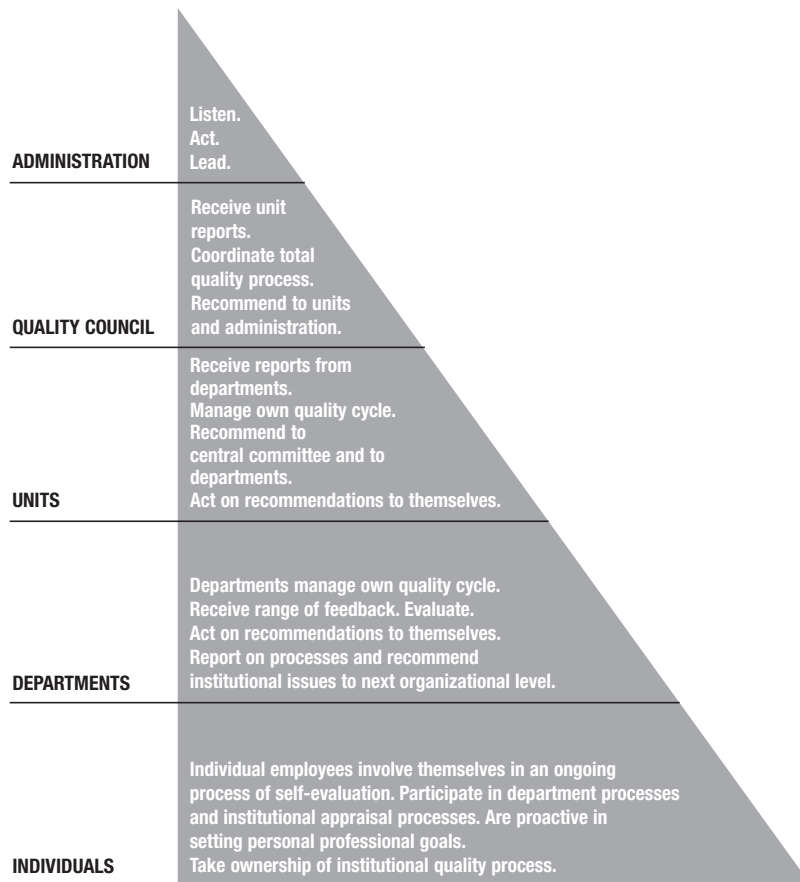 Listen.
Act.
ADMINISTRATION Lead.
Receive unit
reports.
Coordinate total
quality process.
Recommend to units
QUALITY COUNCIL and administration.
Receive reports from
departments.
Manage own quality cycle.
Recommend to
central committee and to
departments.
UNITS Act on recommendations to themselves.
Departments manage own quality cycle.
Receive range of feedback. Evaluate.
Act on recommendations to themselves.
Report on processes and recommend
DEPARTMENTS institutional issues to next organizational level.
Individual employees involve themselves in an ongoing
process of self-evaluation. Participate in department processes
and institutional appraisal processes. Are proactive in
setting personal professional goals.
INDIVIDUALS Take ownership of institutional quality process.